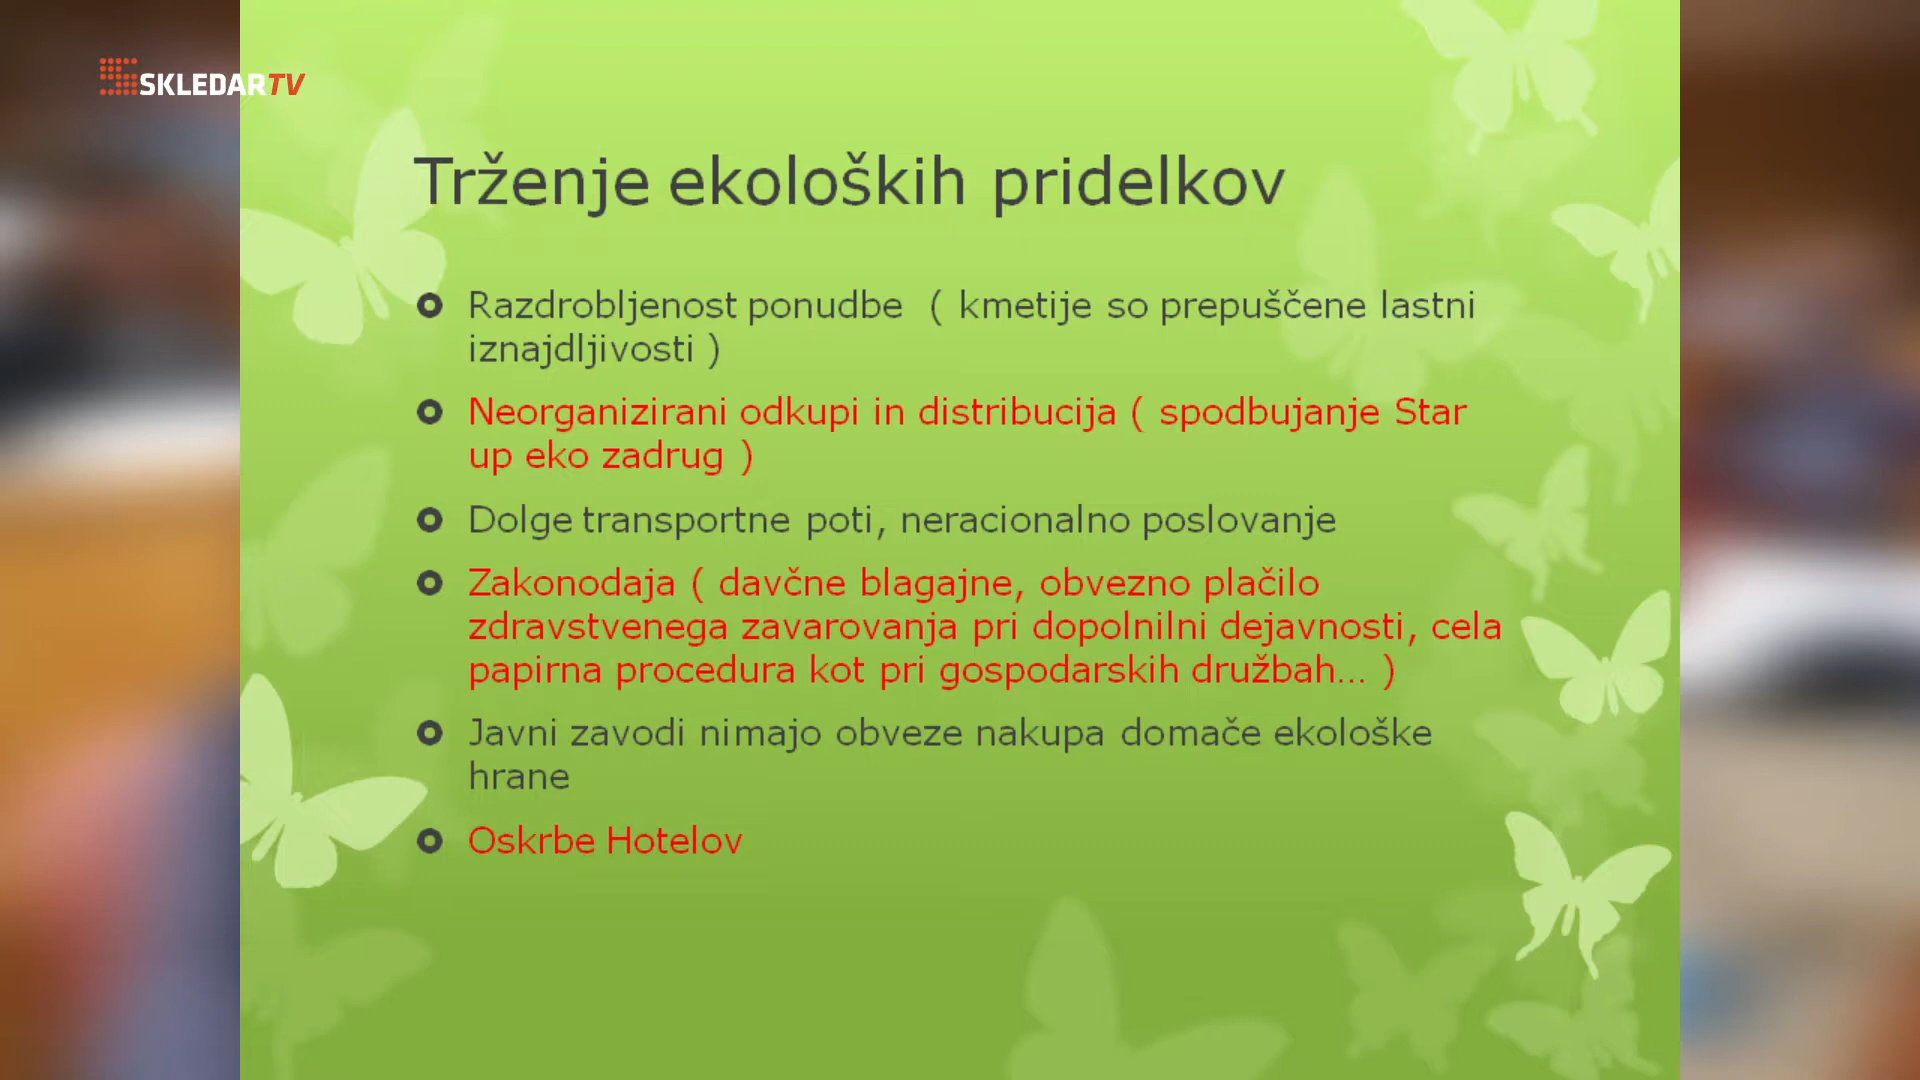 SKLEDARTV
Trženje ekoloških pridelkov
Razdrobljenost ponudbe ( kmetije so prepuščene lastni
iznajdljivosti )
Neorganizirani odkupi in distribucija ( spodbujanje Star
up eko zadrug )
Dolge transportne poti, neracionalno poslovanje
Zakonodaja ( davčne blagajne, obvezno plačilo
zdravstvenega zavarovanja pri dopolnilni dejavnosti, cela
papirna procedura kot pri gospodarskih družbah... )
Javni zavodi nimajo obveze nakupa domače ekološke
hrane
Oskrbe Hotelov